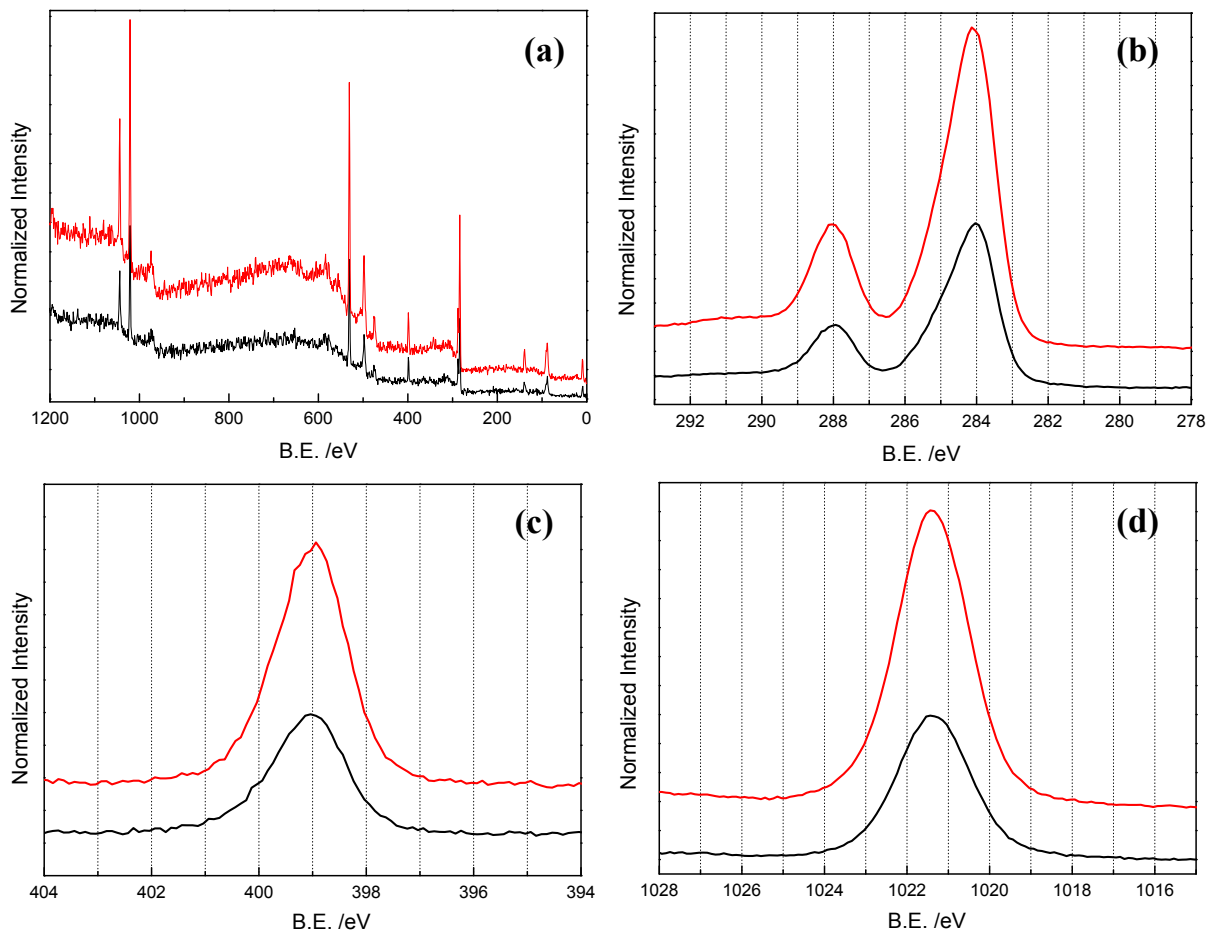 (a)
Normalized Intensity
1200 1000 800 600 400 200 0
B.E. /eV
(b)
Normalized Intensity
292 290 288 286 284 282 280 278
B.E. /eV
(c)
Normalized Intensity
404 402 400 398 396 394
B.E. /eV
(d)
Normalized Intensity
1028 1026 1024 1022 1020 1018 1016
B.E. /eV